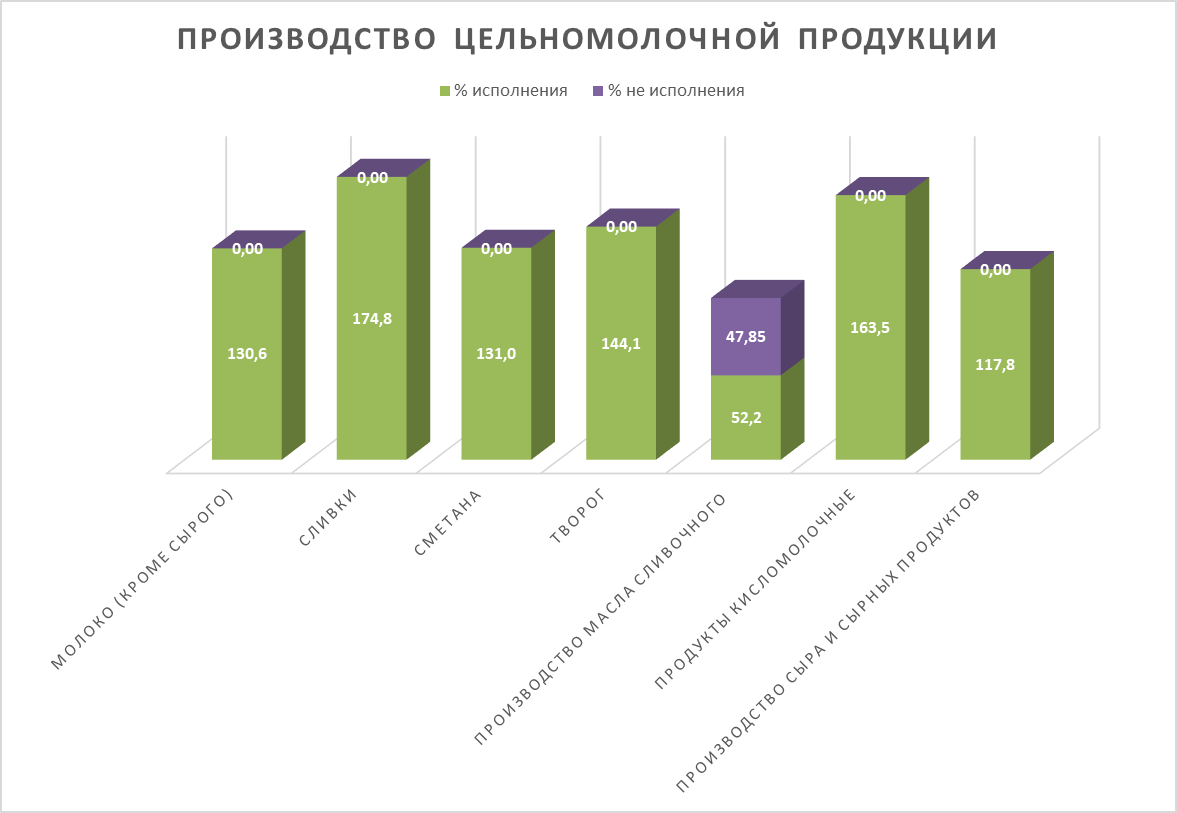 ПРОИЗВОДСТВО ЦЕЛЬНОМОЛОЧНОЙ ПРОДУКЦИИ
% исполнения % не исполнения
0,00
0,00
0,00
0,00
47,85
0,00
0,00
130,6
174,8
131,0
144,1
52,2
163,5
117,8
МОЛОКО (КРОМЕ СЫРОГО)
СЛИВКИ
СМЕТАНА
ТВОРОГ
ПРОИЗВОДСТВО МАСЛА СЛИВОЧНОГО
ПРОДУКТЫ КИСЛОМОЛОЧНЫЕ
ПРОИЗВОДСТВО СЫРА И СЫРНЫХ ПРОДУКТОВ